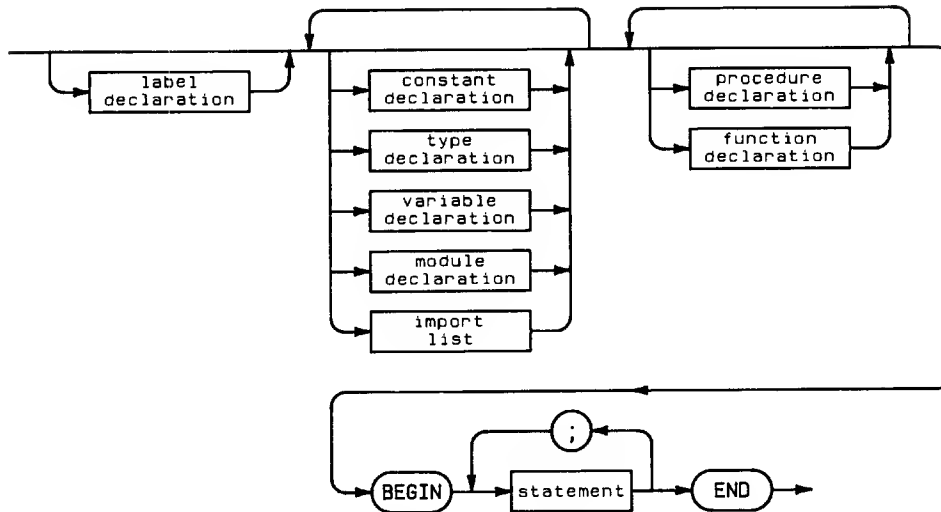 label
declaration
constant
declaration
type
declaration
variable
declaration
module
declaration
import
list
procedure
declaration
function
declaration
;
BEGIN
statement
END